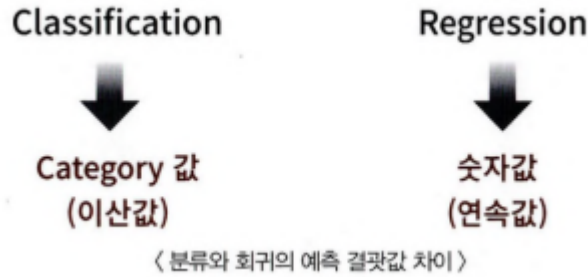 Classification Regression
Category 값 숫자값
(이산값) (연속값)
〈 분류와 회귀의 예측 결괏값 차이 〉